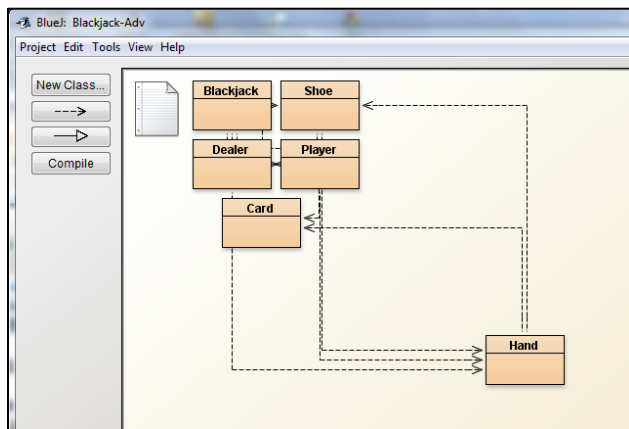 BlueJ: Blackjack-Adv
Project Edit Tools View Help
New Class...
Compile
Blackjack
Shoe
Dealer
Player
Card
Hand